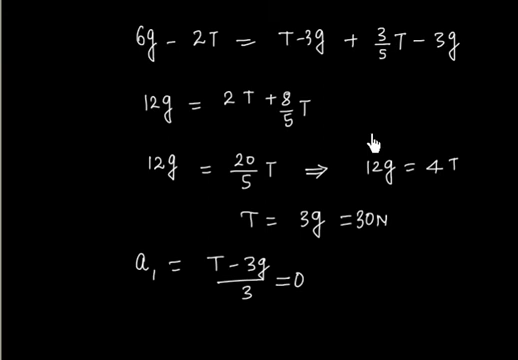 6g - 2T = T - 3g + 3/5 T - 3g
12g = 2T + 8/5 T
12g = 20/5 T ⇒ 12g = 4T
T = 3g = 30N
a₁ = (T - 3g)/3 = 0